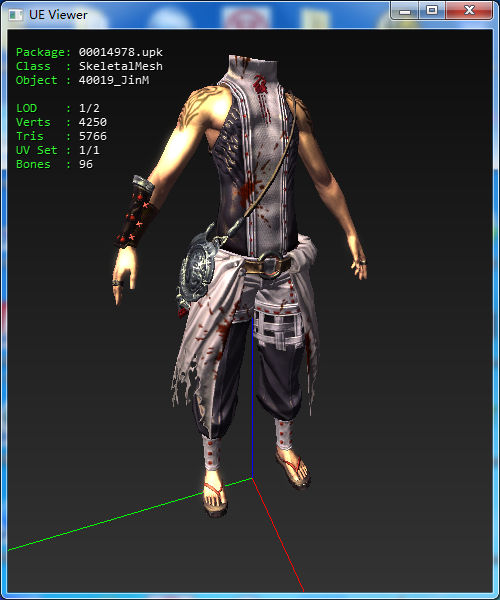 UE Viewer
Package: 00014978.upk
Class : SkeletalMesh
Object : 40019_JinM
LOD : 1/2
Verts : 4250
Tris : 5766
UV Set : 1/1
Bones : 96